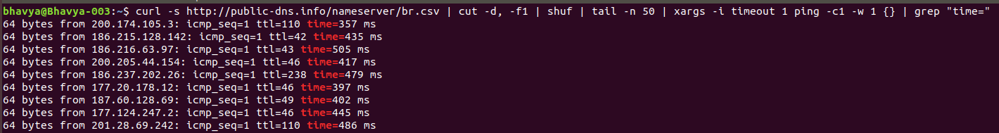 bhavya@Bhavya-003:~$ curl -s http://public-dns.info/nameserver/br.csv | cut -d, -f1 | shuf | tail -n 50 | xargs -i timeout 1 ping -c1 -w 1 {} | grep "time="
64 bytes from 200.174.105.3: icmp_seq=1 ttl=110 time=357 ms
64 bytes from 186.215.128.142: icmp_seq=1 ttl=42 time=435 ms
64 bytes from 186.216.63.97: icmp_seq=1 ttl=43 time=505 ms
64 bytes from 200.205.44.154: icmp_seq=1 ttl=46 time=417 ms
64 bytes from 186.237.202.26: icmp_seq=1 ttl=238 time=479 ms
64 bytes from 177.20.178.12: icmp_seq=1 ttl=46 time=397 ms
64 bytes from 187.60.128.69: icmp_seq=1 ttl=49 time=402 ms
64 bytes from 177.124.247.2: icmp_seq=1 ttl=46 time=445 ms
64 bytes from 201.28.69.242: icmp_seq=1 ttl=110 time=486 ms